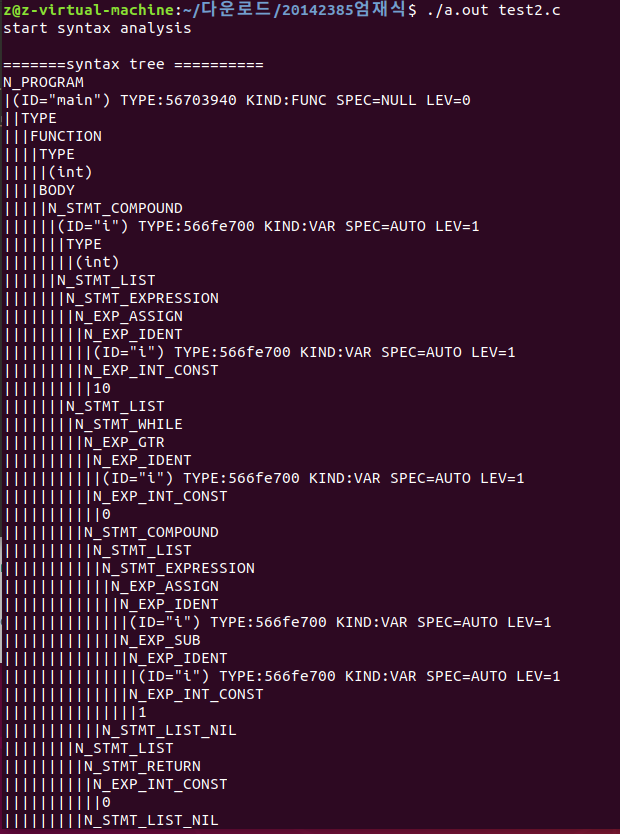 z@z-virtual-machine:~/다운로드/20142385엄재식$ ./a.out test2.c
start syntax analysis
=======syntax tree ==========
N_PROGRAM
|(ID="main") TYPE:56703940 KIND:FUNC SPEC=NULL LEV=0
||TYPE
|||FUNCTION
||||TYPE
|||||(int)
||||BODY
|||||N_STMT_COMPOUND
||||||(ID="i") TYPE:566fe700 KIND:VAR SPEC=AUTO LEV=1
|||||||TYPE
||||||||(int)
||||||N_STMT_LIST
|||||||N_STMT_EXPRESSION
||||||||N_EXP_ASSIGN
|||||||||N_EXP_IDENT
||||||||||(ID="i") TYPE:566fe700 KIND:VAR SPEC=AUTO LEV=1
|||||||||N_EXP_INT_CONST
||||||||||10
|||||||N_STMT_LIST
||||||||N_STMT_WHILE
|||||||||N_EXP_GTR
||||||||||N_EXP_IDENT
|||||||||||(ID="i") TYPE:566fe700 KIND:VAR SPEC=AUTO LEV=1
||||||||||N_EXP_INT_CONST
|||||||||||0
|||||||||N_STMT_COMPOUND
||||||||||N_STMT_LIST
|||||||||||N_STMT_EXPRESSION
||||||||||||N_EXP_ASSIGN
|||||||||||||N_EXP_IDENT
||||||||||||||(ID="i") TYPE:566fe700 KIND:VAR SPEC=AUTO LEV=1
|||||||||||||N_EXP_SUB
||||||||||||||N_EXP_IDENT
|||||||||||||||(ID="i") TYPE:566fe700 KIND:VAR SPEC=AUTO LEV=1
||||||||||||||N_EXP_INT_CONST
|||||||||||||||1
|||||||||||N_STMT_LIST_NIL
||||||||N_STMT_LIST
|||||||||N_STMT_RETURN
||||||||||N_EXP_INT_CONST
|||||||||||0
|||||||||N_STMT_LIST_NIL